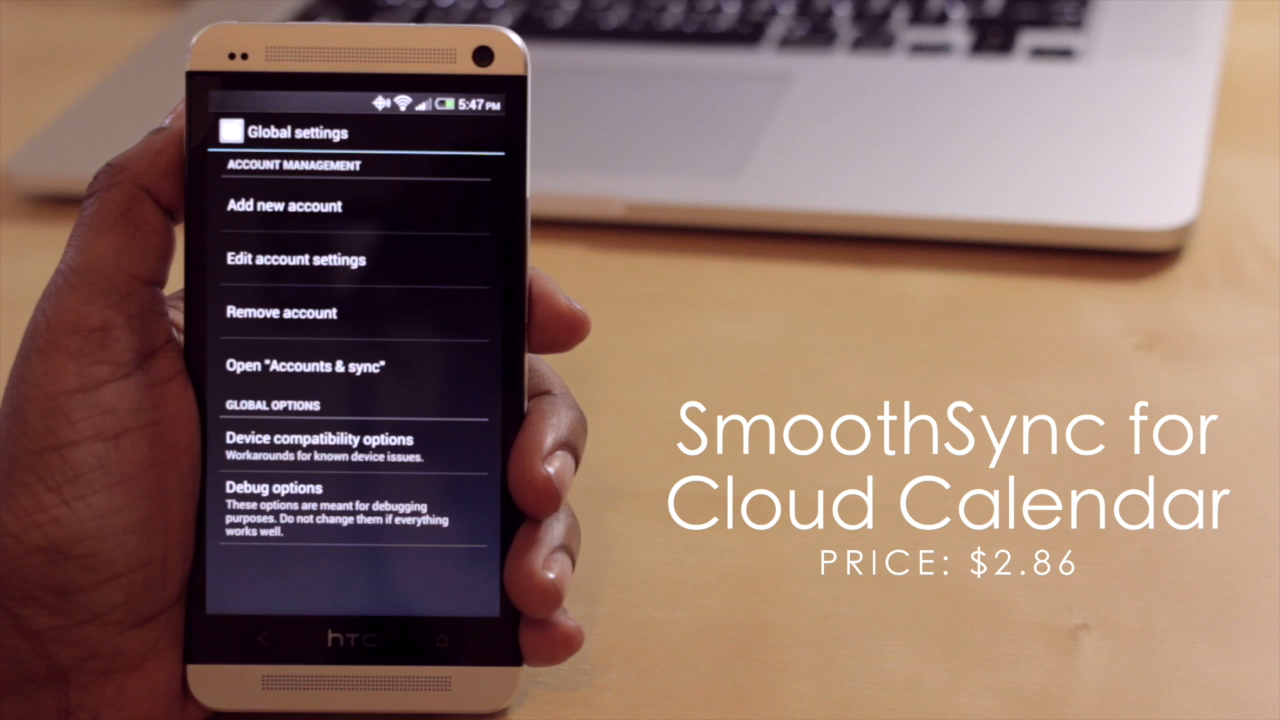 5:47 PM
Global settings
ACCOUNT MANAGEMENT
Add new account
Edit account settings
Remove account
Open "Accounts & sync"
GLOBAL OPTIONS
Device compatibility options
Workarounds for known device issues.
Debug options
These options are meant for debugging
purposes. Do not change them if everything
works well.
hTC
SmoothSync for
Cloud Calendar
PRICE: $2.86